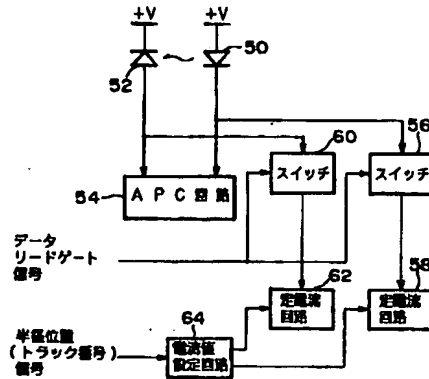 +V
+V
50
52
60
56
スイッチ
スイッチ
54
APC回路
データ
リードゲート
信号
62
58
定電流
回路
定電流
回路
半径位置
(トラック番号)
信号
64
電流値
設定回路